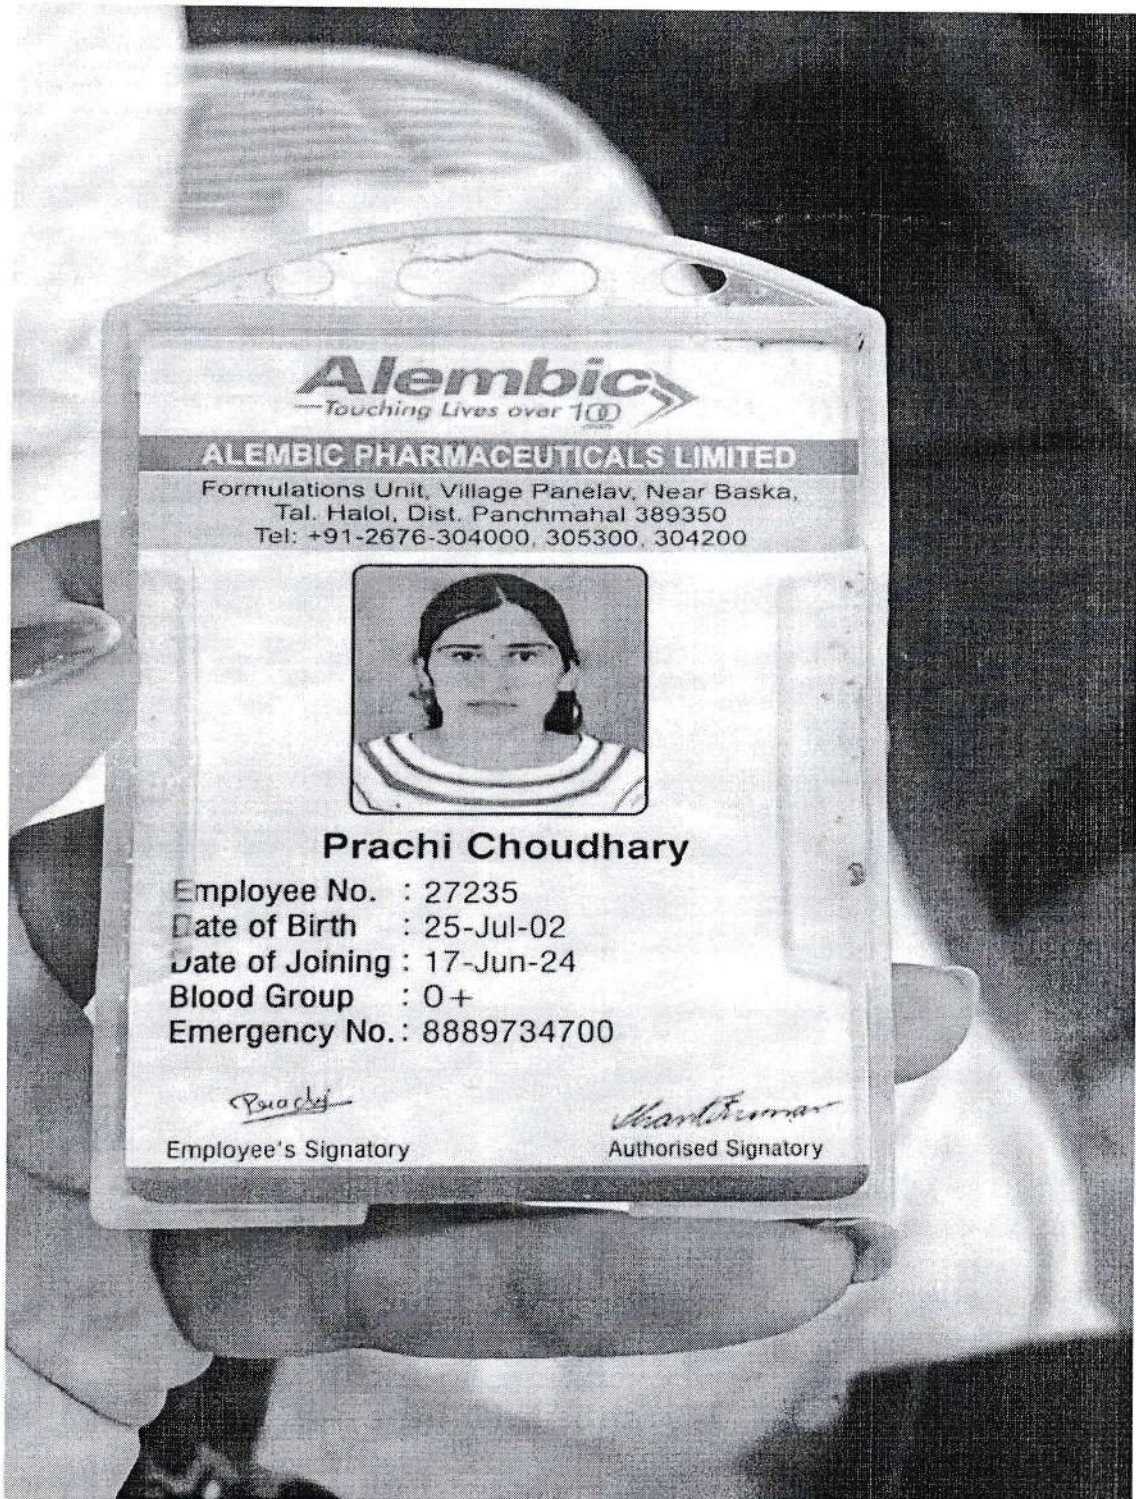 Alembic
Touching Lives over 100
ALEMBIC PHARMACEUTICALS LIMITED
Formulations Unit, Village Panelav, Near Baska,
Tal. Halol, Dist. Panchmahal 389350
Tel: +91-2676-304000, 305300, 304200
Prachi Choudhary
Employee No. : 27235
Date of Birth : 25-Jul-02
Date of Joining : 17-Jun-24
Blood Group : O+
Emergency No. : 8889734700
Prachi
Employee's Signatory
Authorised Signatory